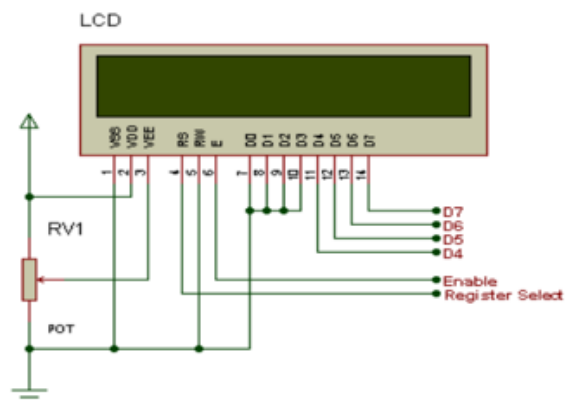 LCD
VSS VDD VEE RS RW E D0 D1 D2 D3 D4 D5 D6 D7
1 2 3 4 5 6 7 8 9 10 11 12 13 14
D7
D6
D5
D4
RV1
Enable
Register Select
POT